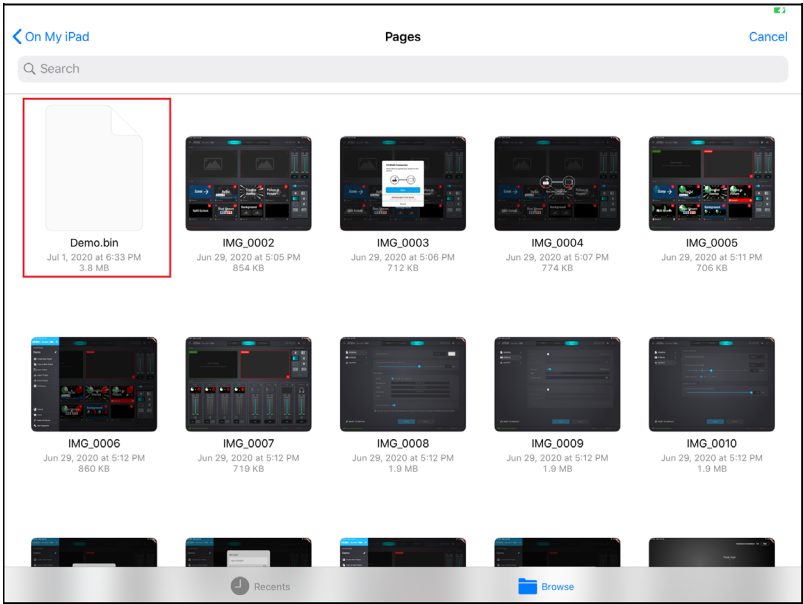 On My iPad
Pages
Cancel
Search
Demo.bin
Jul 1, 2020 at 6:33 PM
3.8 MB
IMG_0002
Jun 29, 2020 at 5:05 PM
854 KB
IMG_0003
Jun 29, 2020 at 5:06 PM
712 KB
IMG_0004
Jun 29, 2020 at 5:07 PM
774 KB
IMG_0005
Jun 29, 2020 at 5:11 PM
706 KB
IMG_0006
Jun 29, 2020 at 5:12 PM
860 KB
IMG_0007
Jun 29, 2020 at 5:12 PM
719 KB
IMG_0008
Jun 29, 2020 at 5:12 PM
1.9 MB
IMG_0009
Jun 29, 2020 at 5:12 PM
1.9 MB
IMG_0010
Jun 29, 2020 at 5:12 PM
1.9 MB
Recents
Browse